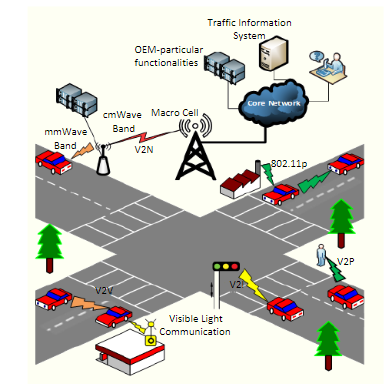 Traffic Information
System
OEM-particular
functionalities
Core Network
cmWave
Band
Macro Cell
mmWave
Band
V2N
802.11p
V2P
V2V
V2I
Visible Light
Communication